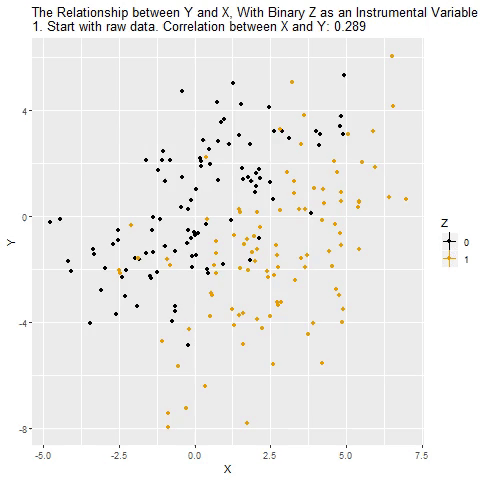 The Relationship between Y and X, With Binary Z as an Instrumental Variable
1. Start with raw data. Correlation between X and Y: 0.289
4
0
-4
-8
Y
-5.0 -2.5 0.0 2.5 5.0 7.5
X
Z
0
1